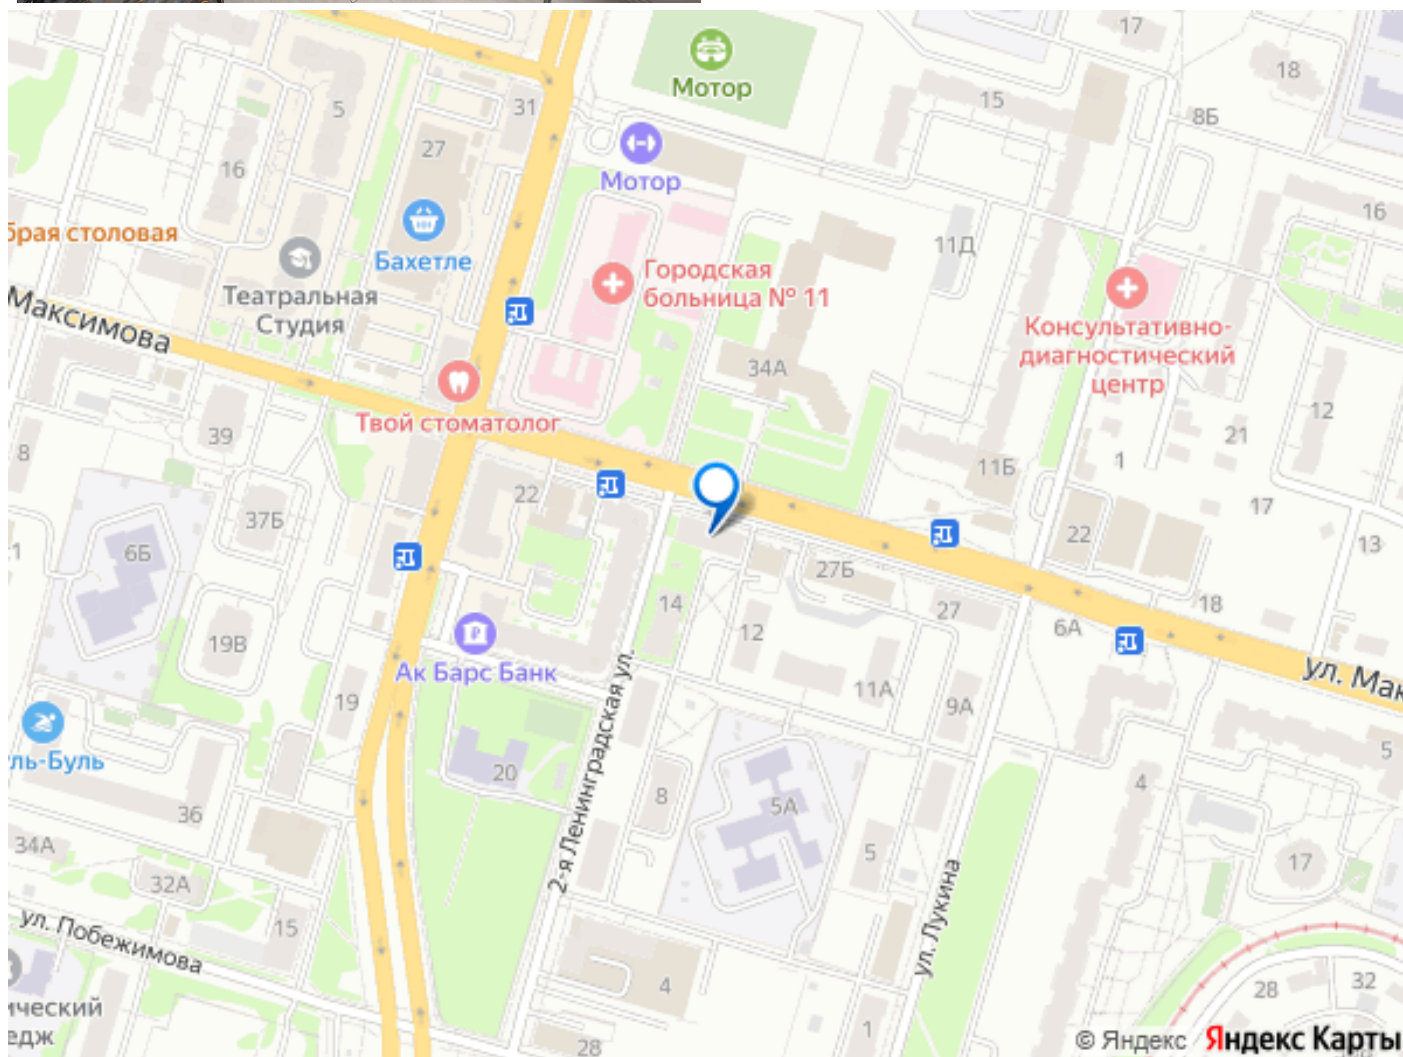 17
Мотор
18
5
31
15
8Б
27
16
Мотор
16
брая столовая
11Д
Бахетле
Городская
больница № 11
Театральная
Студия
Максимова
Консультативно-
диагностический
центр
34А
Твой стоматолог
12
39
21
8
11Б
1
22
37Б
17
6Б
22
13
27Б
14
27
18
19В
12
6А
Ак Барс Банк
ул. Мак
11А
19
9А
ль-Буль
5
20
2-я Ленинградская ул.
8
4
5А
36
34А
5
17
32А
ул. Лукина
15
ул. Побежимова
4
28
32
ический
едж
1
28
© Яндекс Яндекс Карты